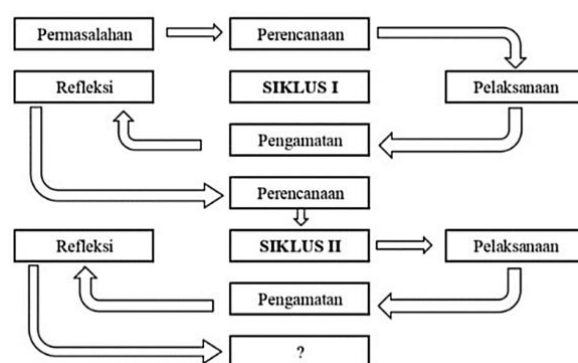 Permasalahan
Perencanaan
Refleksi
SIKLUS I
Pelaksanaan
Pengamatan
Perencanaan
Refleksi
SIKLUS II
Pelaksanaan
Pengamatan
?